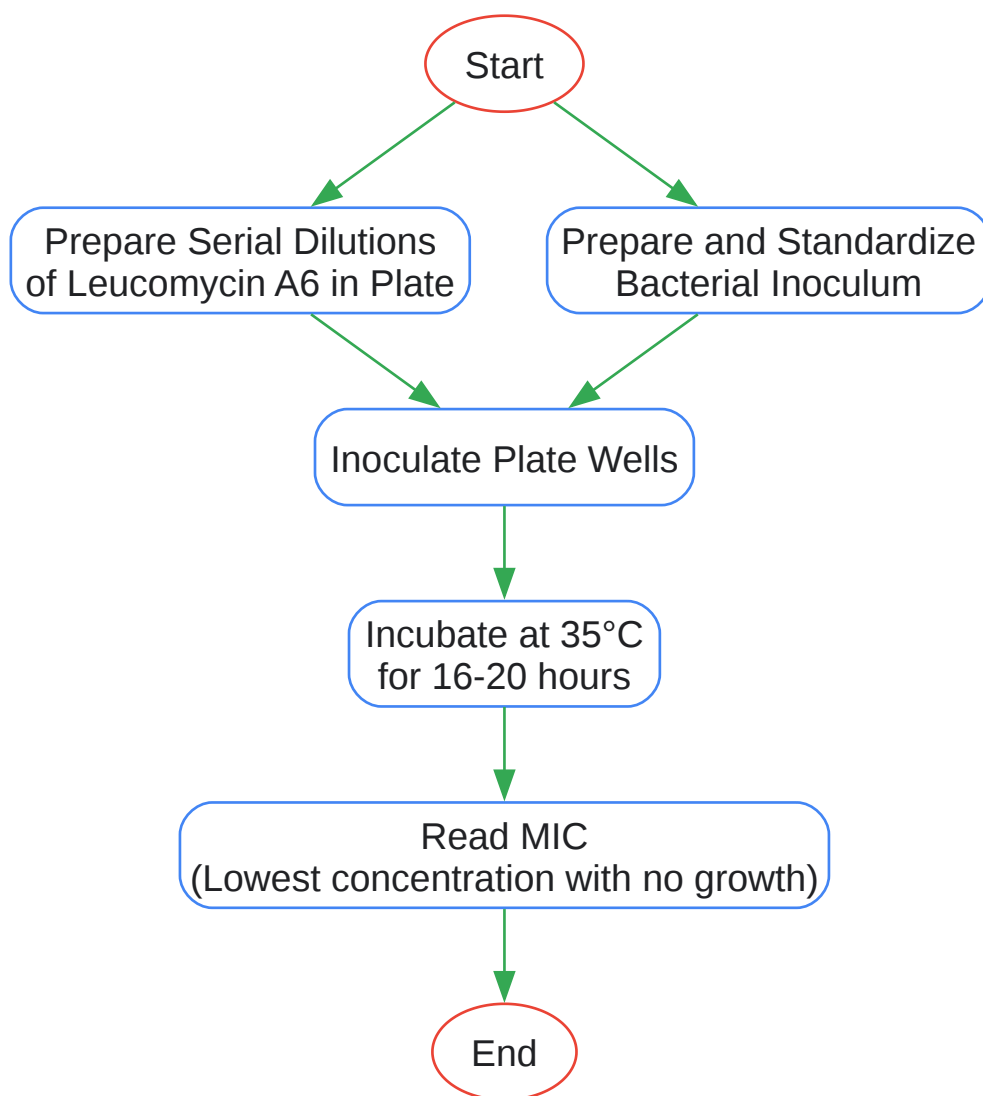 Start
Prepare Serial Dilutions
of Leucomycin A6 in Plate
Prepare and Standardize
Bacterial Inoculum
Inoculate Plate Wells
Incubate at 35°C
for 16-20 hours
Read MIC
(Lowest concentration with no growth)
End